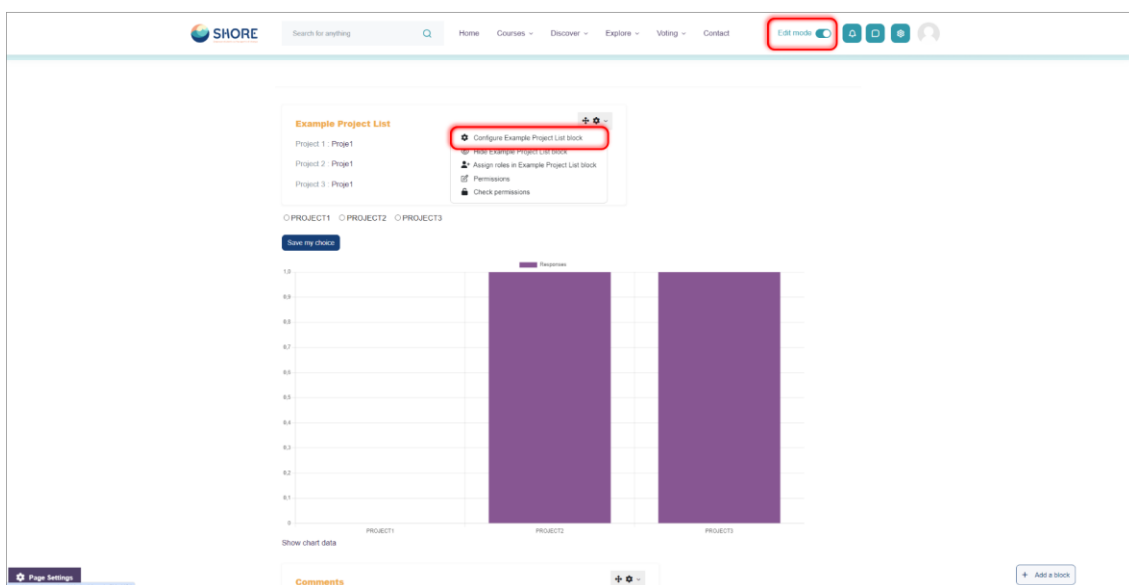 SHORE
Search for anything
Home Courses Discover Explore Voting Contact
Edit mode
Example Project List
Project 1 : Proje1
Project 2 : Proje1
Project 3 : Proje1
Configure Example Project List block
Hide Example Project List block
Assign roles in Example Project List block
Permissions
Check permissions
PROJECT1 PROJECT2 PROJECT3
Save my choice
Responses
1,0
0,9
0,8
0,7
0,6
0,5
0,4
0,3
0,2
0,1
0
PROJECT1 PROJECT2 PROJECT3
Show chart data
Comments
Page Settings
+ Add a block